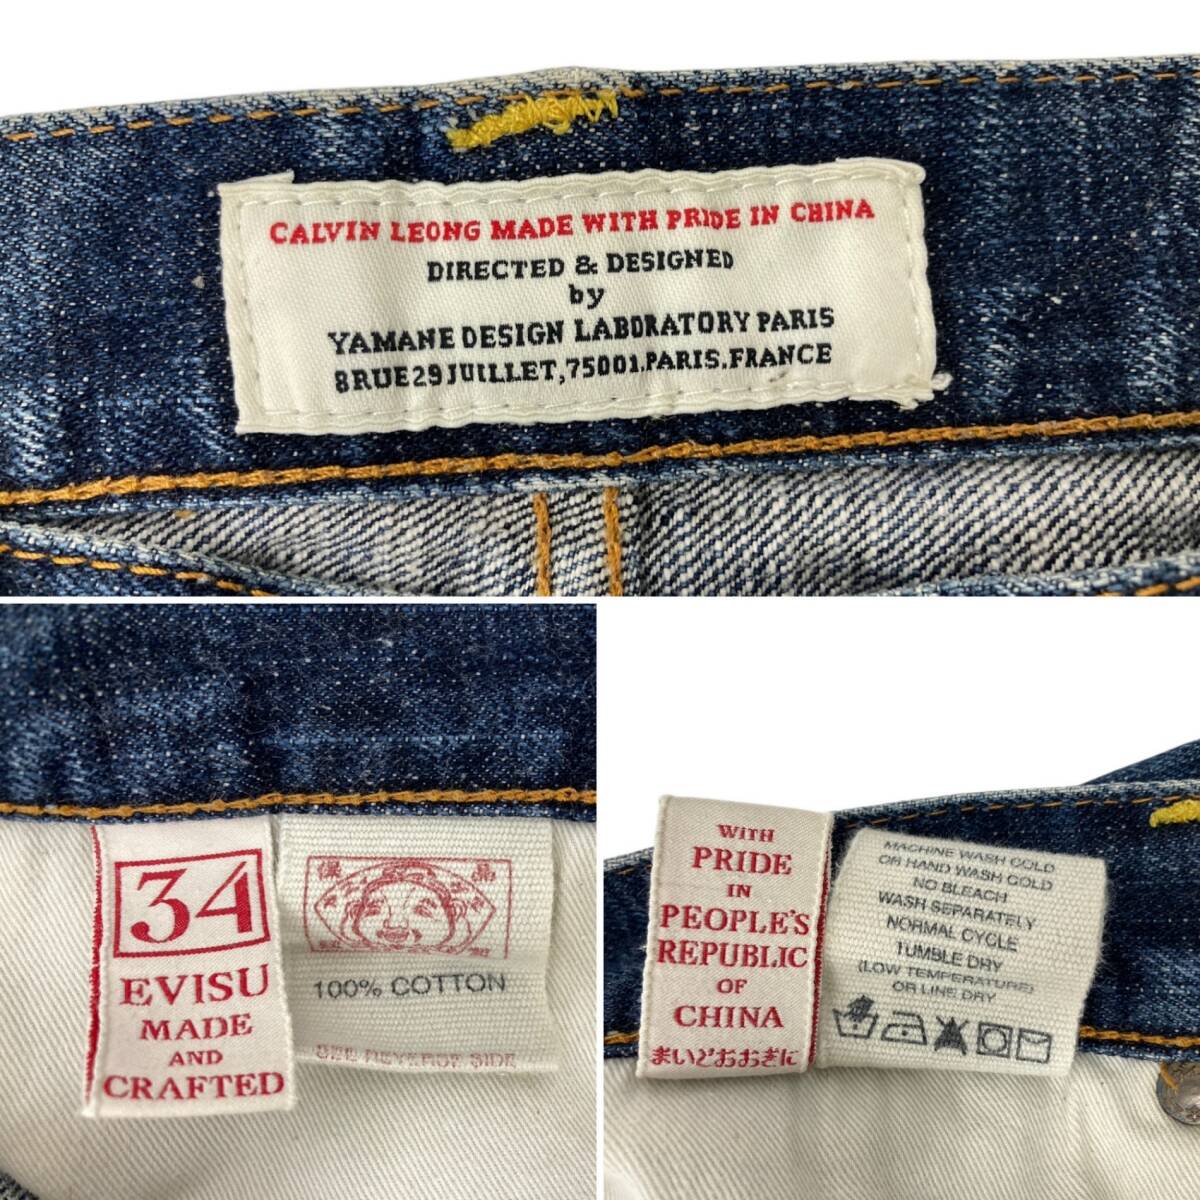 CALVIN LEONG MADE WITH PRIDE IN CHINA
DIRECTED & DESIGNED
by
YAMANE DESIGN LABORATORY PARIS
8RUE29JUILLET,75001.PARIS.FRANCE
34
EVISU
MADE
AND
CRAFTED
100% COTTON
SEE REVERSE SIDE
WITH
PRIDE
IN
PEOPLE'S
REPUBLIC
OF
CHINA
まいどおおきに
MACHINE WASH COLD
OR HAND WASH COLD
NO BLEACH
WASH SEPARATELY
NORMAL CYCLE
TUMBLE DRY
(LOW TEMPERATURE)
OR LINE DRY